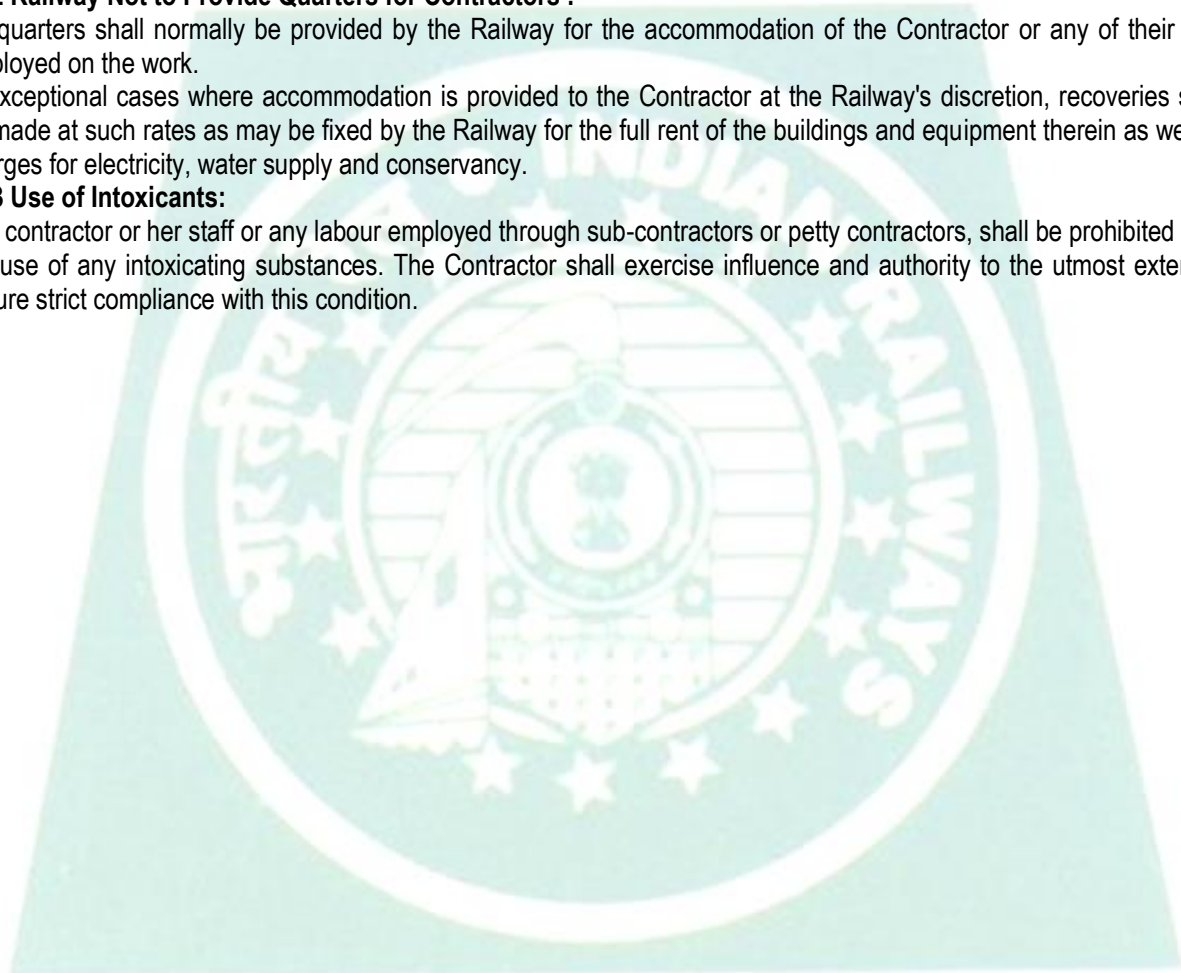 Railway Not to Provide Quarters for Contractors :
quarters shall normally be provided by the Railway for the accommodation of the Contractor or any of their
ployed on the work.
xceptional cases where accommodation is provided to the Contractor at the Railway's discretion, recoveries s
made at such rates as may be fixed by the Railway for the full rent of the buildings and equipment therein as we
rges for electricity, water supply and conservancy.
3 Use of Intoxicants:
contractor or her staff or any labour employed through sub-contractors or petty contractors, shall be prohibited
use of any intoxicating substances. The Contractor shall exercise influence and authority to the utmost exte
ure strict compliance with this condition.
भारतीय रेल • INDIAN RAILWAYS